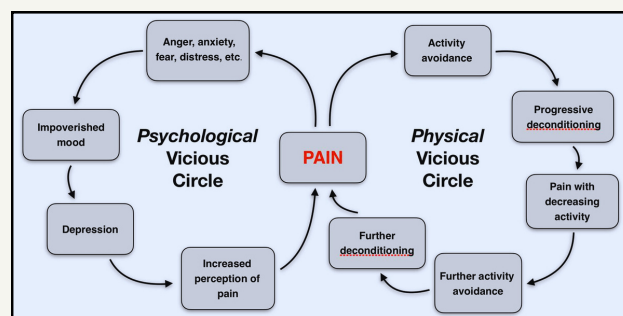 Anger, anxiety,
fear, distress, etc.
Impoverished
mood
Depression
Increased
perception of
pain
Psychological
Vicious
Circle
PAIN
Physical
Vicious
Circle
Activity
avoidance
Progressive
deconditioning
Pain with
decreasing
activity
Further activity
avoidance
Further
deconditioning